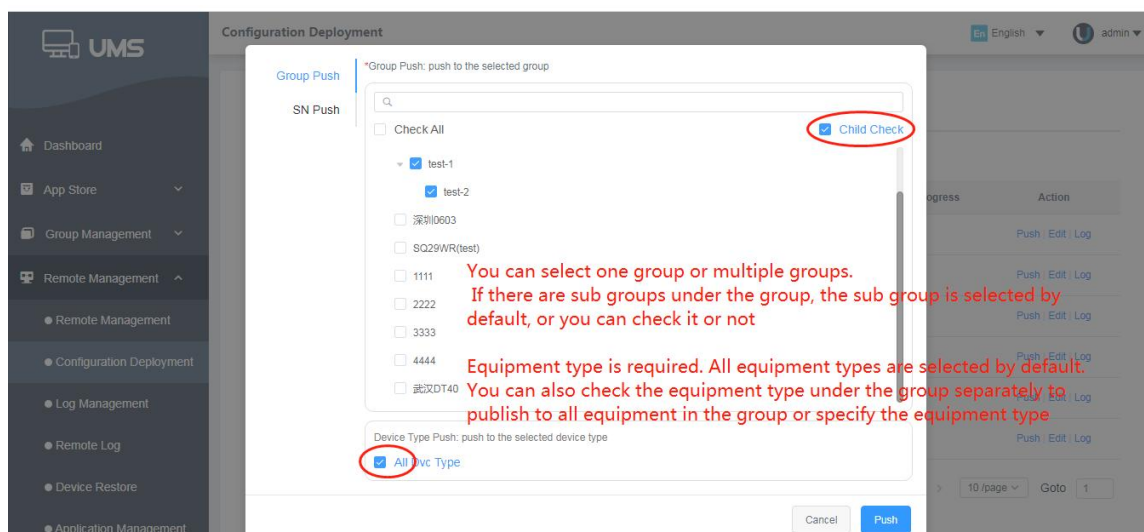 UMS
Configuration Deployment
En English
admin
Dashboard
App Store
Group Management
Remote Management
Remote Management
Configuration Deployment
Log Management
Remote Log
Device Restore
Application Management
Group Push
SN Push
*Group Push: push to the selected group
Check All
Child Check
test-1
test-2
深圳0603
SQ29WR(test)
1111
2222
3333
4444
武汉DT40
You can select one group or multiple groups.
If there are sub groups under the group, the sub group is selected by
default, or you can check it or not
Equipment type is required. All equipment types are selected by default.
You can also check the equipment type under the group separately to
publish to all equipment in the group or specify the equipment type
Device Type Push: push to the selected device type
All Dvc Type
Cancel
Push
ogress
Action
Push Edit Log
Push Edit Log
Push Edit Log
Push Edit Log
Push Edit Log
Push Edit Log
10 /page
Goto
1